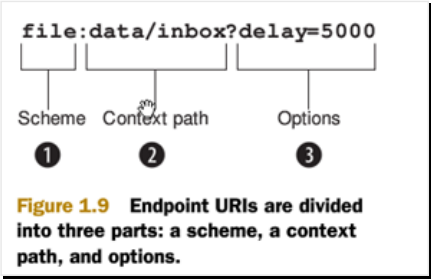 file:data/inbox?delay=5000
Scheme Context path Options
1 2 3
Figure 1.9 Endpoint URIs are divided
into three parts: a scheme, a context
path, and options.